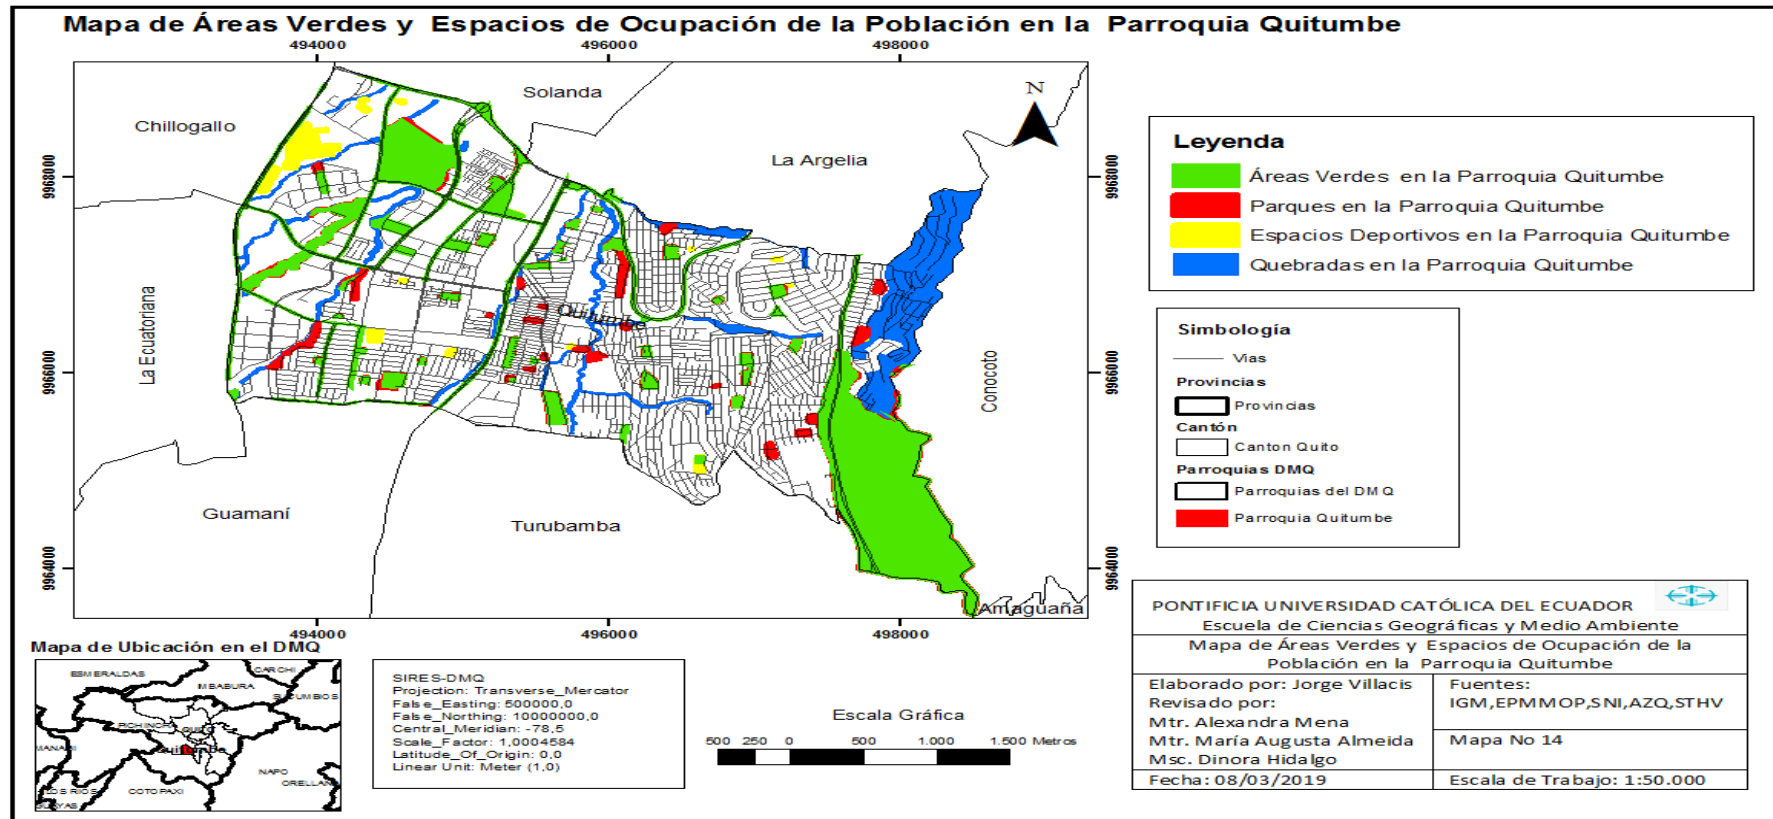 Mapa de Áreas Verdes y Espacios de Ocupación de la Población en la Parroquia Quitumbe
494000 496000 498000
Solanda
Chillogallo
N
La Argelia
9968000 9968000
La Ecuatoriana
Quitumbe
9966000 9966000
Conocoto
Guamaní
Turubamba
9964000 9964000
Amaguaña
494000 496000 498000
Leyenda
Áreas Verdes en la Parroquia Quitumbe
Parques en la Parroquia Quitumbe
Espacios Deportivos en la Parroquia Quitumbe
Quebradas en la Parroquia Quitumbe
Simbología
Vias
Provincias
Provincias
Cantón
Canton Quito
Parroquias DMQ
Parroquias del DMQ
Parroquia Quitumbe
Mapa de Ubicación en el DMQ
ESMERALDAS
CARCHI
IMBABURA
SUCUMBIOS
PICHINCHA
QUITO
MANABI
Quitumbe
NAPO
ORELLAN
LOS RIOS
COTOPAXI
SIRES-DMQ
Projection: Transverse_Mercator
False_Easting: 500000,0
False_Northing: 10000000,0
Central_Meridian: -78,5
Scale_Factor: 1,0004584
Latitude_Of_Origin: 0,0
Linear Unit: Meter (1,0)
Escala Gráfica
500 250 0 500 1.000 1.500 Metros
PONTIFICIA UNIVERSIDAD CATÓLICA DEL ECUADOR
Escuela de Ciencias Geográficas y Medio Ambiente
Mapa de Áreas Verdes y Espacios de Ocupación de la
Población en la Parroquia Quitumbe
Elaborado por: Jorge Villacis
Revisado por:
Mtr. Alexandra Mena
Mtr. María Augusta Almeida
Msc. Dinora Hidalgo
Fecha: 08/03/2019
Fuentes:
IGM,EPMMOP,SNI,AZQ,STHV
Mapa No 14
Escala de Trabajo: 1:50.000